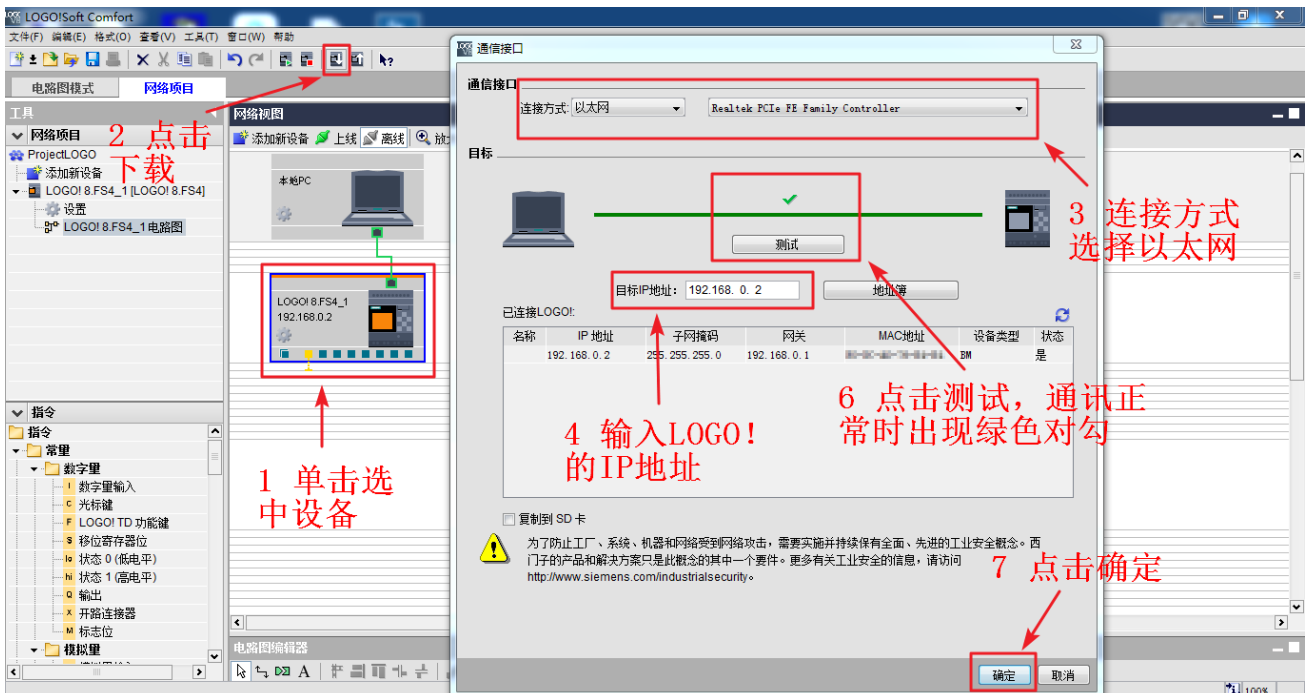 LOGO!Soft Comfort
文件(F) 编辑(E) 格式(O) 查看(V) 工具(T) 窗口(W) 帮助
电路图模式
网络项目
工具
网络项目
ProjectLOGO
添加新设备
LOGO! 8.FS4_1 [LOGO! 8.FS4]
设置
LOGO! 8.FS4_1 电路图
2 点击
下载
指令
指令
常量
数字量
I 数字量输入
C 光标键
F LOGO! TD 功能键
S 移位寄存器位
lo 状态 0 (低电平)
hi 状态 1 (高电平)
Q 输出
X 开路连接器
M 标志位
模拟量
网络视图
添加新设备 上线 离线
本地PC
LOGO! 8.FS4_1
192.168.0.2
1 单击选
中设备
电路图编辑器
通信接口
通信接口
连接方式: 以太网 Realtek PCIe FE Family Controller
目标
测试
3 连接方式
选择以太网
目标IP地址: 192.168. 0. 2 地址簿
已连接LOGO!:
名称 IP 地址 子网掩码 网关 MAC地址 设备类型 状态
192.168.0.2 255.255.255.0 192.168.0.1 BM 是
4 输入LOGO!
的IP地址
6 点击测试，通讯正
常时出现绿色对勾
复制到 SD 卡
为了防止工厂、系统、机器和网络受到网络攻击，需要实施并持续保有全面、先进的工业安全概念。西
门子的产品和解决方案只是此概念的其中一个要件。更多有关工业安全的信息，请访问
http://www.siemens.com/industrialsecurity。
7 点击确定
确定 取消
100%